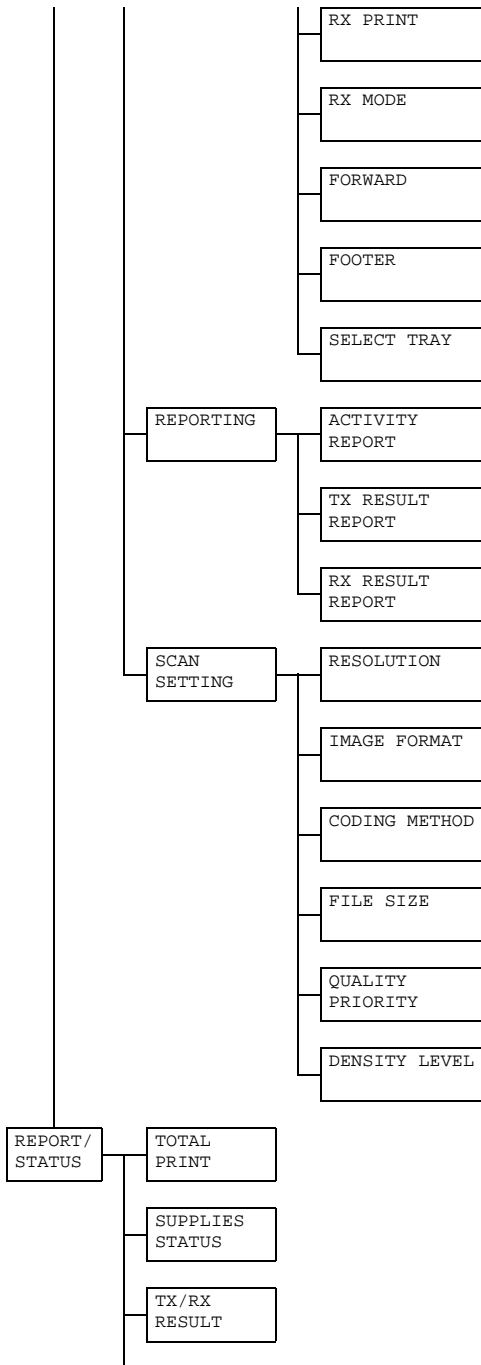 RX PRINT
RX MODE
FORWARD
FOOTER
SELECT TRAY
REPORTING
ACTIVITY
REPORT
TX RESULT
REPORT
RX RESULT
REPORT
SCAN
SETTING
RESOLUTION
IMAGE FORMAT
CODING METHOD
FILE SIZE
QUALITY
PRIORITY
DENSITY LEVEL
REPORT/
STATUS
TOTAL
PRINT
SUPPLIES
STATUS
TX/RX
RESULT